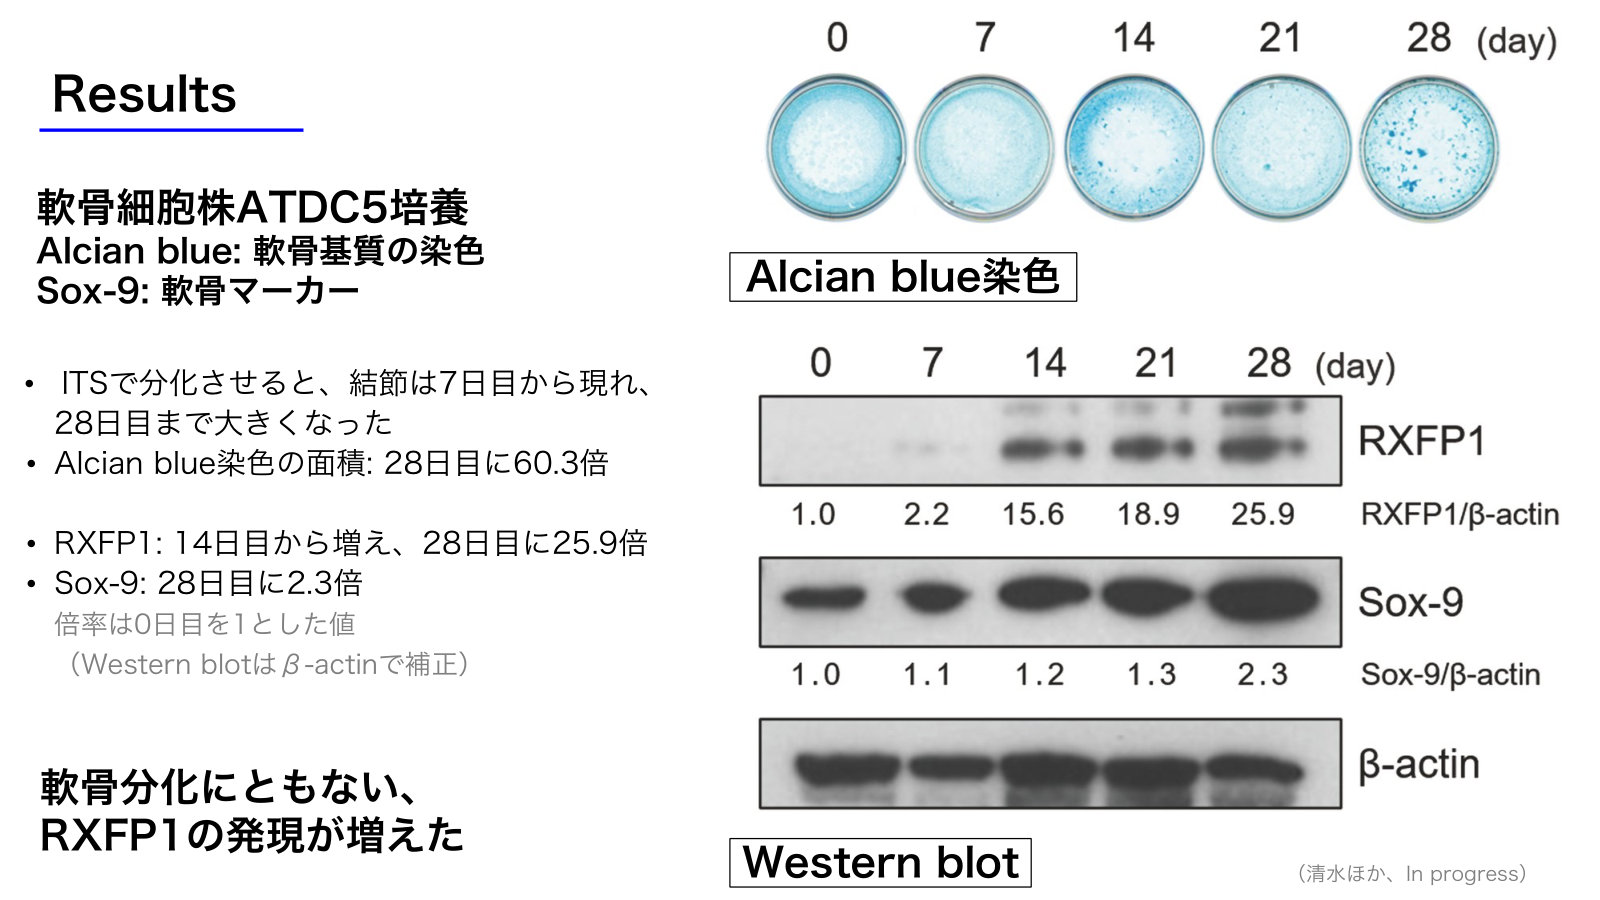 Results
軟骨細胞株ATDC5培養
Alcian blue: 軟骨基質の染色
Sox-9: 軟骨マーカー
• ITSで分化させると、結節は7日目から現れ、
28日目まで大きくなった
• Alcian blue染色の面積: 28日目に60.3倍
• RXFP1: 14日目から増え、28日目に25.9倍
• Sox-9: 28日目に2.3倍
倍率は0日目を1とした値
（Western blotはβ-actinで補正）
軟骨分化にともない、
RXFP1の発現が増えた
0 7 14 21 28 (day)
Alcian blue染色
0 7 14 21 28 (day)
RXFP1
1.0 2.2 15.6 18.9 25.9 RXFP1/β-actin
Sox-9
1.0 1.1 1.2 1.3 2.3 Sox-9/β-actin
β-actin
Western blot
（清水ほか、In progress）